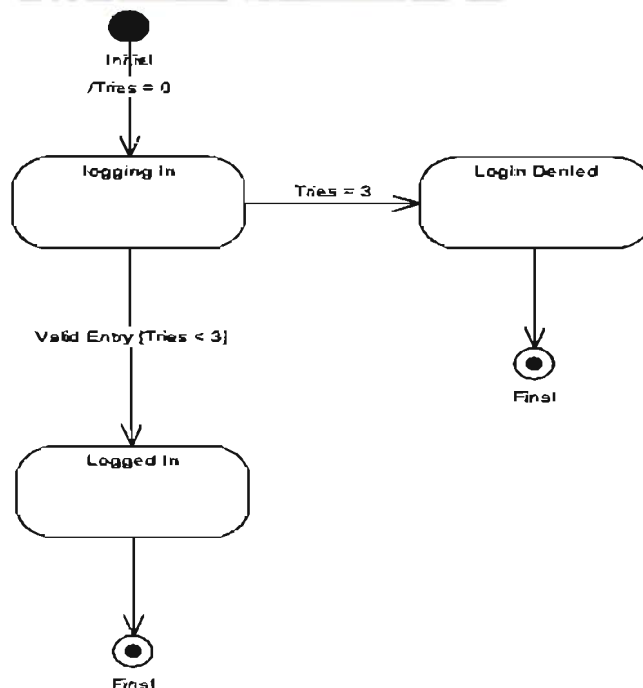 Initial
/Tries = 0
logging In
Tries = 3
Login Denied
Valid Entry [Tries < 3]
Final
Logged In
Final